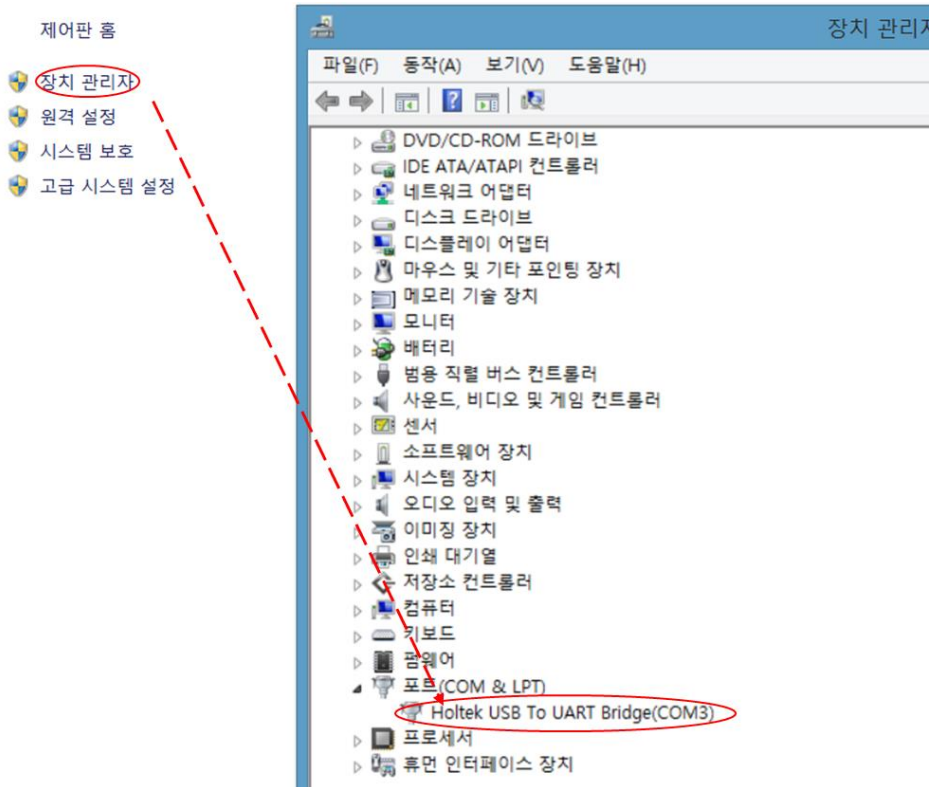 제어판 홈
장치 관리자
원격 설정
시스템 보호
고급 시스템 설정
장치 관리자
파일(F) 동작(A) 보기(V) 도움말(H)
DVD/CD-ROM 드라이브
IDE ATA/ATAPI 컨트롤러
네트워크 어댑터
디스크 드라이브
디스플레이 어댑터
마우스 및 기타 포인팅 장치
메모리 기술 장치
모니터
배터리
범용 직렬 버스 컨트롤러
사운드, 비디오 및 게임 컨트롤러
센서
소프트웨어 장치
시스템 장치
오디오 입력 및 출력
이미징 장치
인쇄 대기열
저장소 컨트롤러
컴퓨터
키보드
펌웨어
포트(COM & LPT)
Holtek USB To UART Bridge(COM3)
프로세서
휴먼 인터페이스 장치